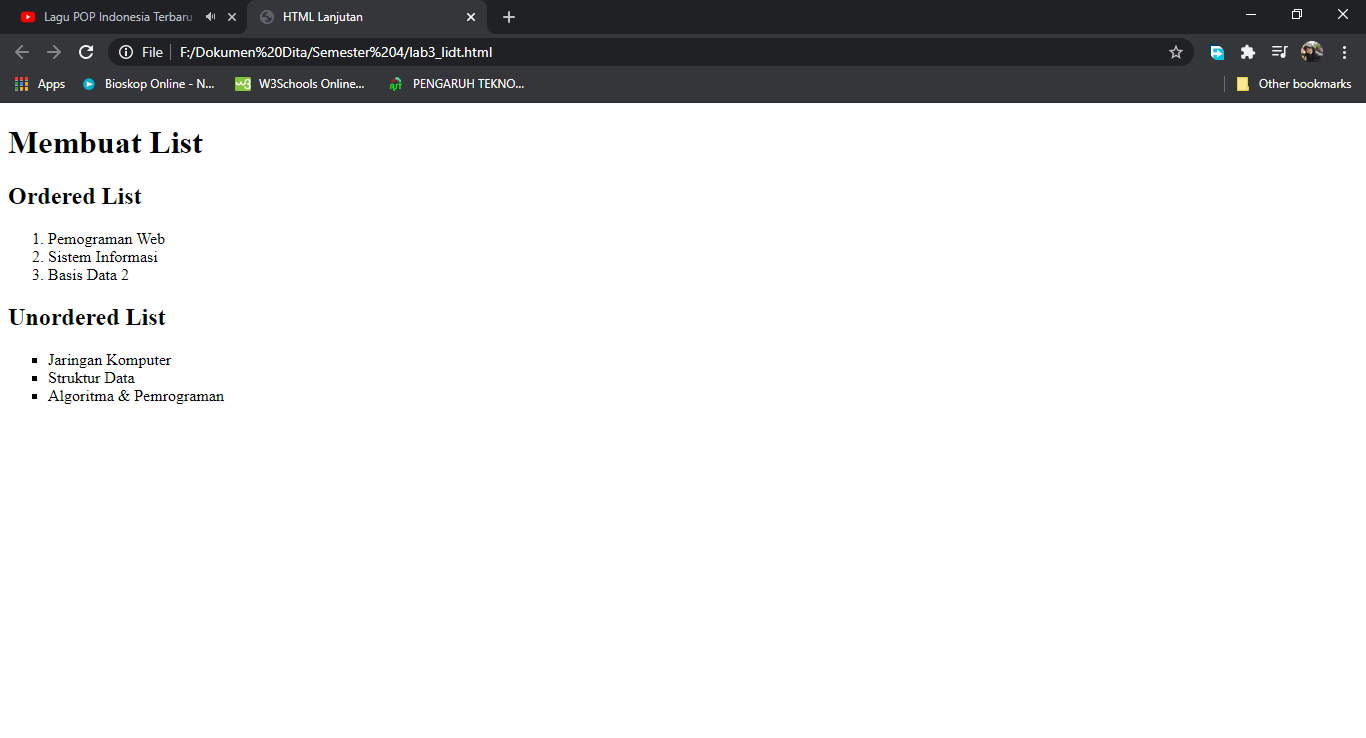 Lagu POP Indonesia Terbaru
HTML Lanjutan
File
F:/Dokumen%20Dita/Semester%204/lab3_lidt.html
Apps
Bioskop Online - N...
W3Schools Online...
PENGARUH TEKNO...
Other bookmarks
Membuat List
Ordered List
1. Pemograman Web
2. Sistem Informasi
3. Basis Data 2
Unordered List
▪ Jaringan Komputer
▪ Struktur Data
▪ Algoritma & Pemrograman